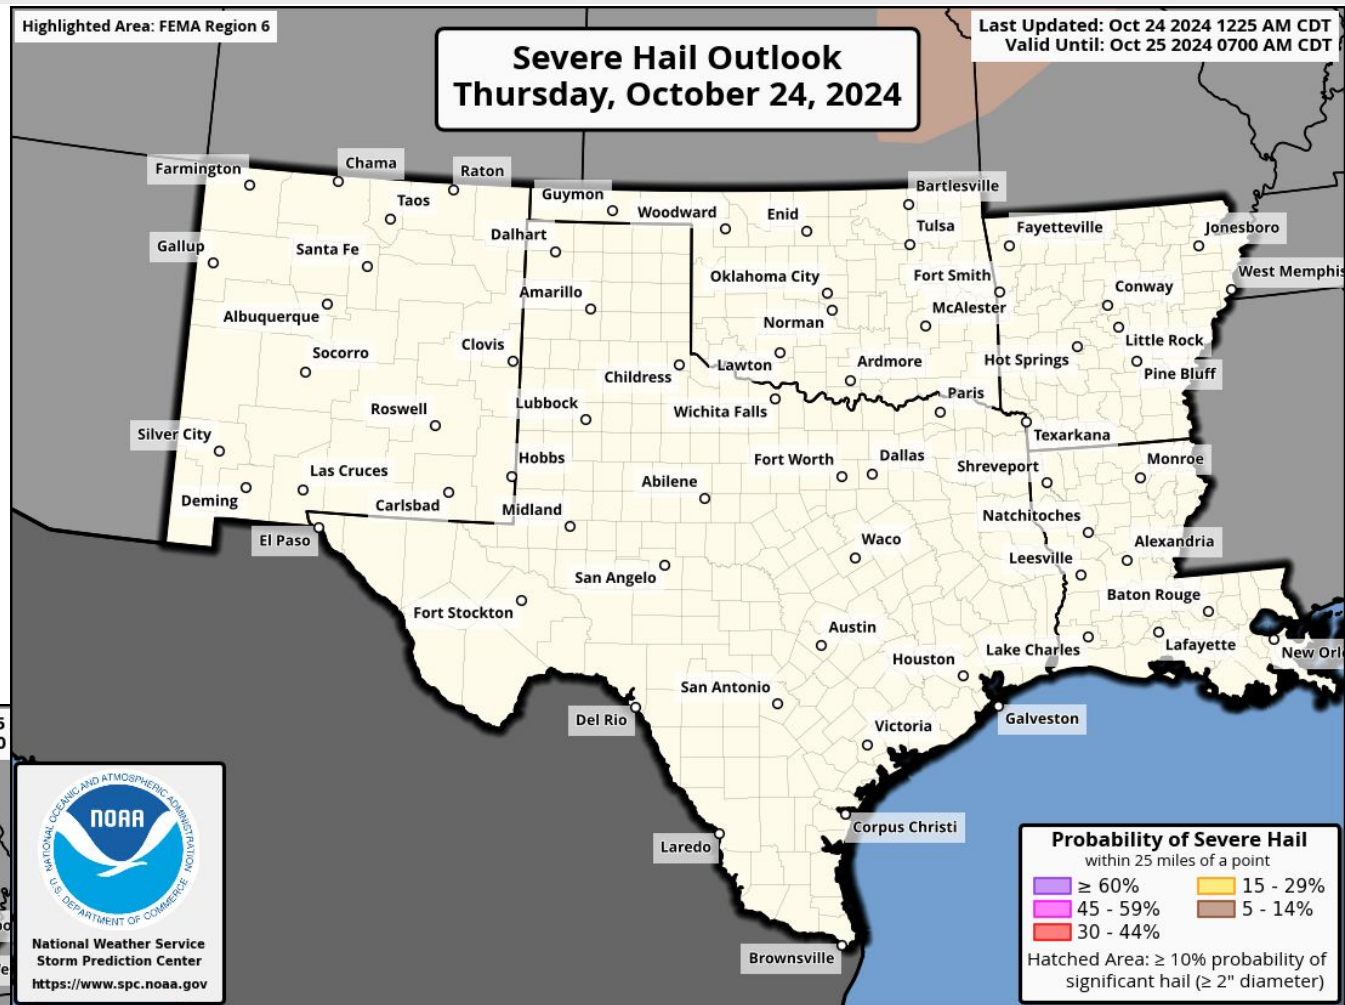 Highlighted Area: FEMA Region 6
Last Updated: Oct 24 2024 1225 AM CDT
Valid Until: Oct 25 2024 0700 AM CDT
Severe Hail Outlook
Thursday, October 24, 2024
Farmington
Chama
Raton
Taos
Guymon
Woodward
Enid
Bartlesville
Tulsa
Fayetteville
Jonesboro
Gallup
Santa Fe
Dalhart
Oklahoma City
Fort Smith
West Memphis
Amarillo
Conway
Albuquerque
Norman
McAlester
Socorro
Clovis
Childress
Lawton
Ardmore
Hot Springs
Little Rock
Pine Bluff
Roswell
Lubbock
Wichita Falls
Paris
Silver City
Texarkana
Las Cruces
Hobbs
Fort Worth
Dallas
Shreveport
Monroe
Deming
Carlsbad
Midland
Abilene
Natchitoches
El Paso
Waco
Alexandria
San Angelo
Leesville
Fort Stockton
Baton Rouge
Austin
Houston
Lake Charles
Lafayette
New Orl
San Antonio
Del Rio
Victoria
Galveston
Laredo
Corpus Christi
Brownsville
NATIONAL OCEANIC AND ATMOSPHERIC ADMINISTRATION
NOAA
U.S. DEPARTMENT OF COMMERCE
National Weather Service
Storm Prediction Center
https://www.spc.noaa.gov
Probability of Severe Hail
within 25 miles of a point
≥ 60%
15 - 29%
45 - 59%
5 - 14%
30 - 44%
Hatched Area: ≥ 10% probability of
significant hail (≥ 2" diameter)